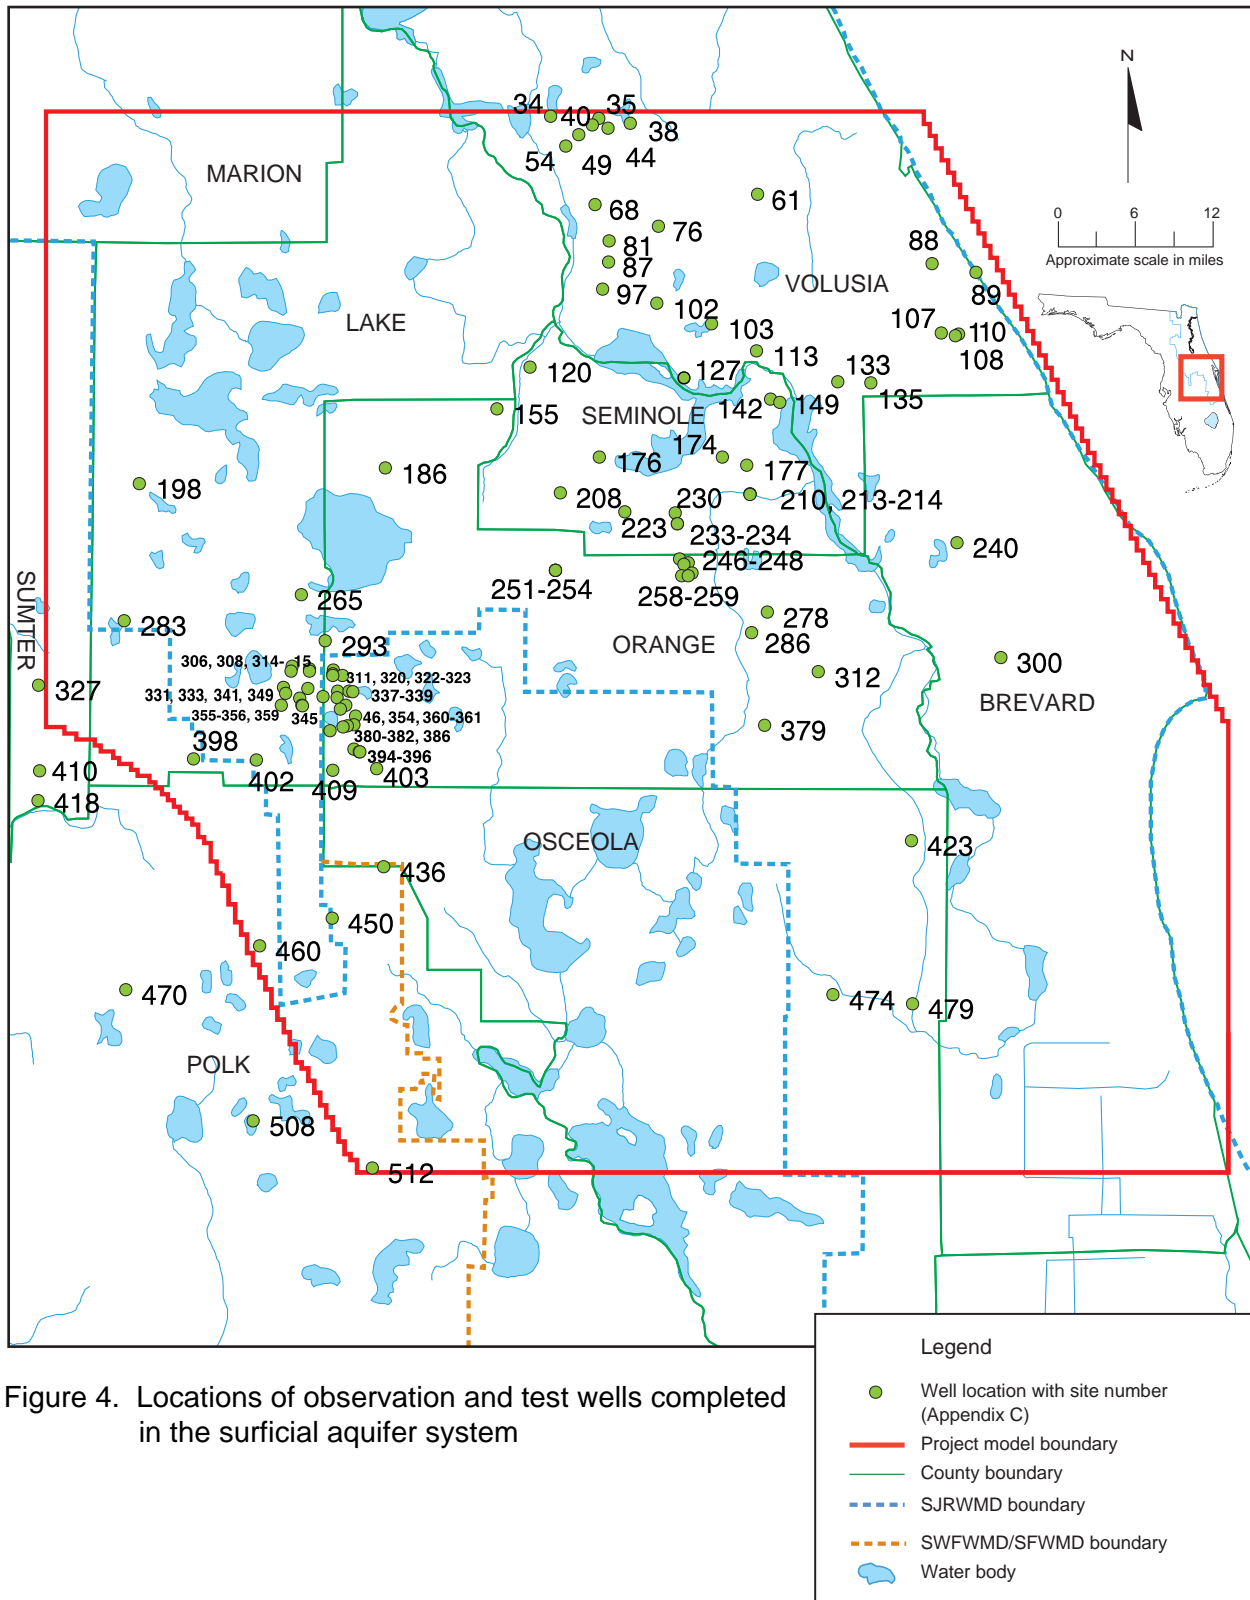 N
34
35
40
38
54
49
44
MARION
61
68
76
81
88
87
VOLUSIA
89
97
102
LAKE
103
107
110
108
113
120
127
133
135
155
SEMINOLE
142
149
174
176
177
186
198
208
230
210, 213-214
223
233-234
240
246-248
251-254
258-259
265
278
SUMTER
283
286
293
ORANGE
300
306, 308, 314-
15
311, 320, 322-323
312
327
331, 333, 341, 349
337-339
BREVARD
355-356, 359
345
46, 354, 360-361
379
380-382, 386
398
394-396
410
402
409
403
418
OSCEOLA
423
436
450
460
470
474
479
POLK
508
512
0 6 12
Approximate scale in miles
Legend
Well location with site number
(Appendix C)
Project model boundary
County boundary
SJRWMD boundary
SWFWMD/SFWMD boundary
Water body
Figure 4. Locations of observation and test wells completed
in the surficial aquifer system